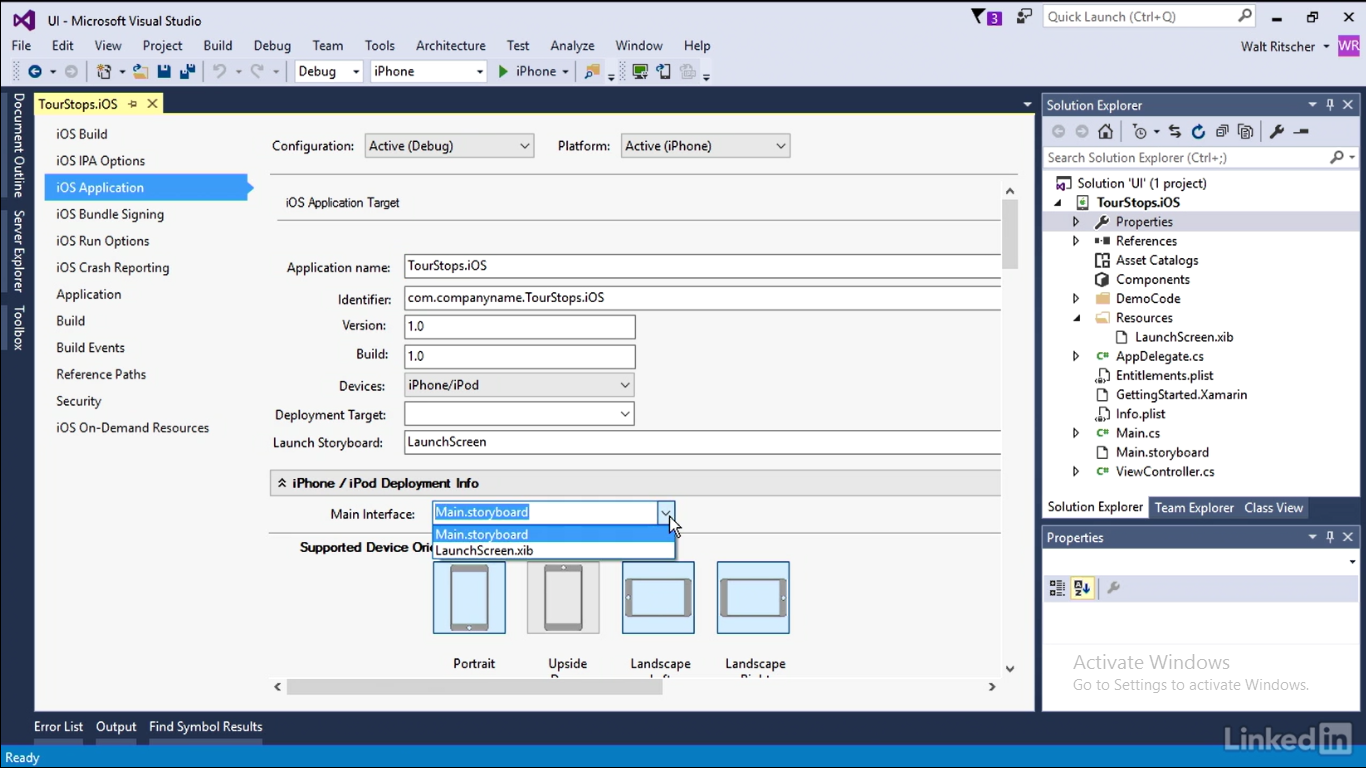 UI - Microsoft Visual Studio
3
Quick Launch (Ctrl+Q)
File Edit View Project Build Debug Team Tools Architecture Test Analyze Window Help
Walt Ritscher WR
Debug iPhone iPhone
Document Outline
Server Explorer
Toolbox
TourStops.iOS
iOS Build
iOS IPA Options
iOS Application
iOS Bundle Signing
iOS Run Options
iOS Crash Reporting
Application
Build
Build Events
Reference Paths
Security
iOS On-Demand Resources
Configuration: Active (Debug) Platform: Active (iPhone)
iOS Application Target
Application name: TourStops.iOS
Identifier: com.companyname.TourStops.iOS
Version: 1.0
Build: 1.0
Devices: iPhone/iPod
Deployment Target:
Launch Storyboard: LaunchScreen
iPhone / iPod Deployment Info
Main Interface: Main.storyboard
Main.storyboard
LaunchScreen.xib
Supported Device Ori
Portrait Upside Landscape Landscape
Solution Explorer
Search Solution Explorer (Ctrl+;)
Solution 'UI' (1 project)
TourStops.iOS
Properties
References
Asset Catalogs
Components
DemoCode
Resources
LaunchScreen.xib
AppDelegate.cs
Entitlements.plist
GettingStarted.Xamarin
Info.plist
C# Main.cs
Main.storyboard
C# ViewController.cs
Solution Explorer Team Explorer Class View
Properties
Activate Windows
Go to Settings to activate Windows.
Error List Output Find Symbol Results
Linked in
Ready